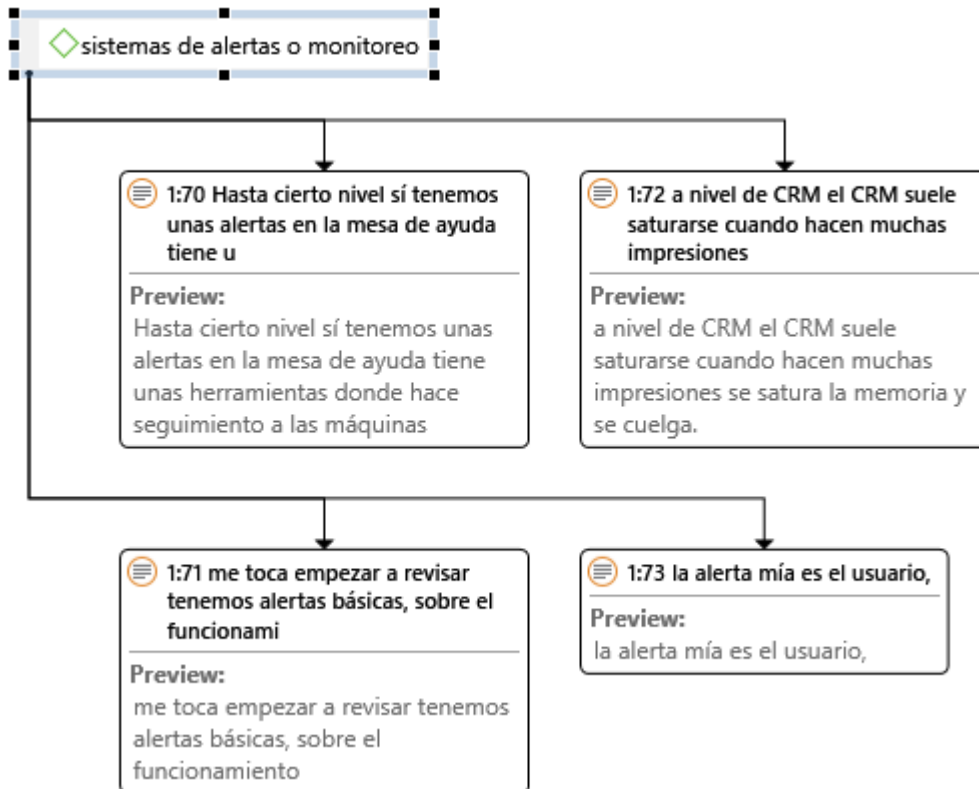 sistemas de alertas o monitoreo
1:70 Hasta cierto nivel sí tenemos
unas alertas en la mesa de ayuda
tiene u
Preview:
Hasta cierto nivel sí tenemos unas
alertas en la mesa de ayuda tiene
unas herramientas donde hace
seguimiento a las máquinas
1:72 a nivel de CRM el CRM suele
saturarse cuando hacen muchas
impresiones
Preview:
a nivel de CRM el CRM suele
saturarse cuando hacen muchas
impresiones se satura la memoria y
se cuelga.
1:71 me toca empezar a revisar
tenemos alertas básicas, sobre el
funcionami
Preview:
me toca empezar a revisar tenemos
alertas básicas, sobre el
funcionamiento
1:73 la alerta mía es el usuario,
Preview:
la alerta mía es el usuario,